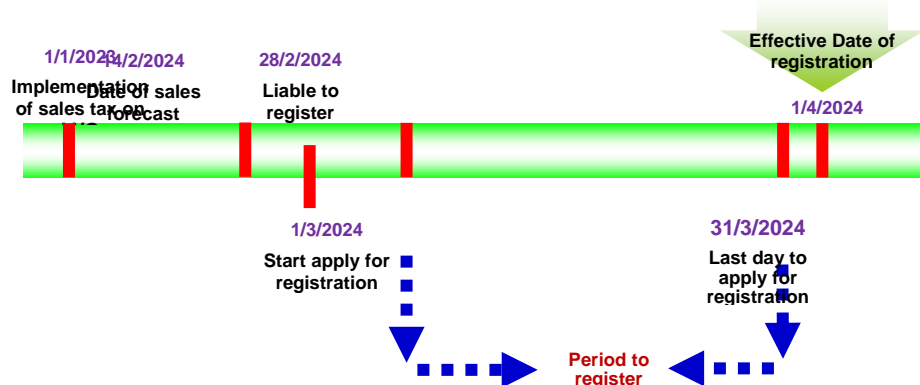 1/1/2023
Implementation
of sales tax on
14/2/2024
Date of sales
forecast
28/2/2024
Liable to
register
Effective Date of
registration
1/4/2024
1/3/2024
Start apply for
registration
31/3/2024
Last day to
apply for
registration
Period to
register